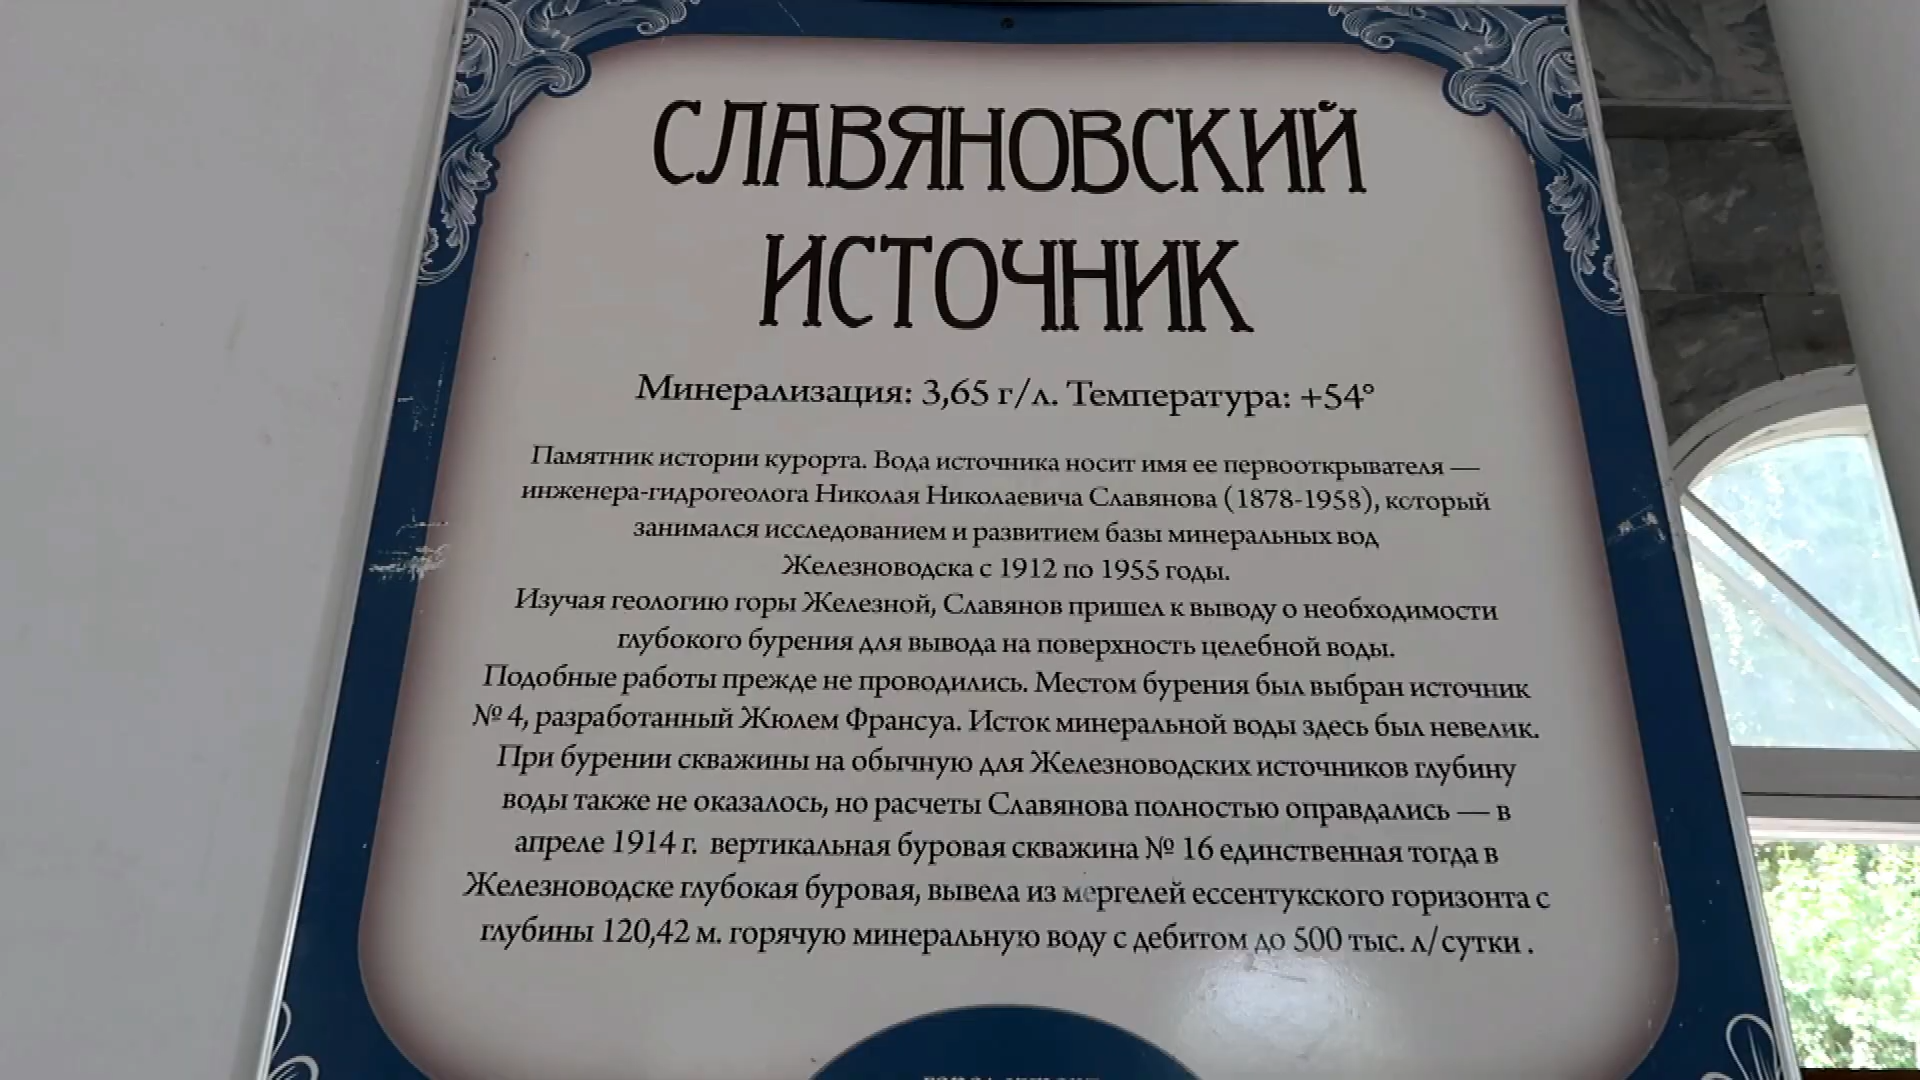 СЛАВЯНОВСКИЙ
ИСТОЧНИК
Минерализация: 3,65 г/л. Температура: +54°
Памятник истории курорта. Вода источника носит имя ее первооткрывателя —
инженера-гидрогеолога Николая Николаевича Славянова (1878-1958), который
занимался исследованием и развитием базы минеральных вод
Железноводска с 1912 по 1955 годы.
Изучая геологию горы Железной, Славянов пришел к выводу о необходимости
глубокого бурения для вывода на поверхность целебной воды.
Подобные работы прежде не проводились. Местом бурения был выбран источник
№ 4, разработанный Жюлем Франсуа. Исток минеральной воды здесь был невелик.
При бурении скважины на обычную для Железноводских источников глубину
воды также не оказалось, но расчеты Славянова полностью оправдались — в
апреле 1914 г. вертикальная буровая скважина № 16 единственная тогда в
Железноводске глубокая буровая, вывела из мергелей ессентукского горизонта с
глубины 120,42 м. горячую минеральную воду с дебитом до 500 тыс. л/сутки .